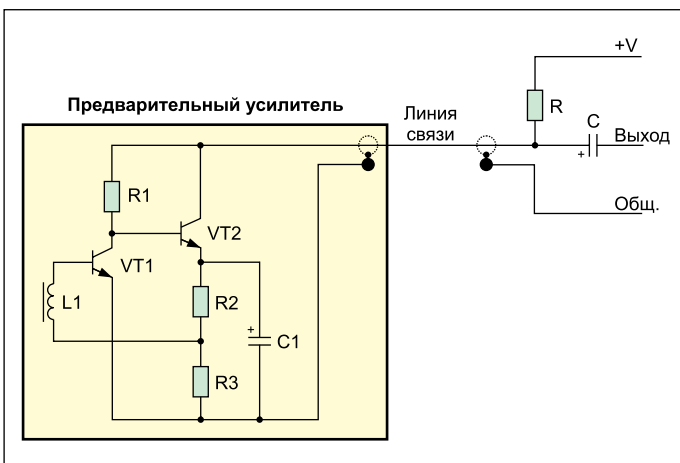 +V
Предварительный усилитель
Линия
связи
R
C
+
Выход
Общ.
R1
VT2
VT1
L1
R2
+
C1
R3